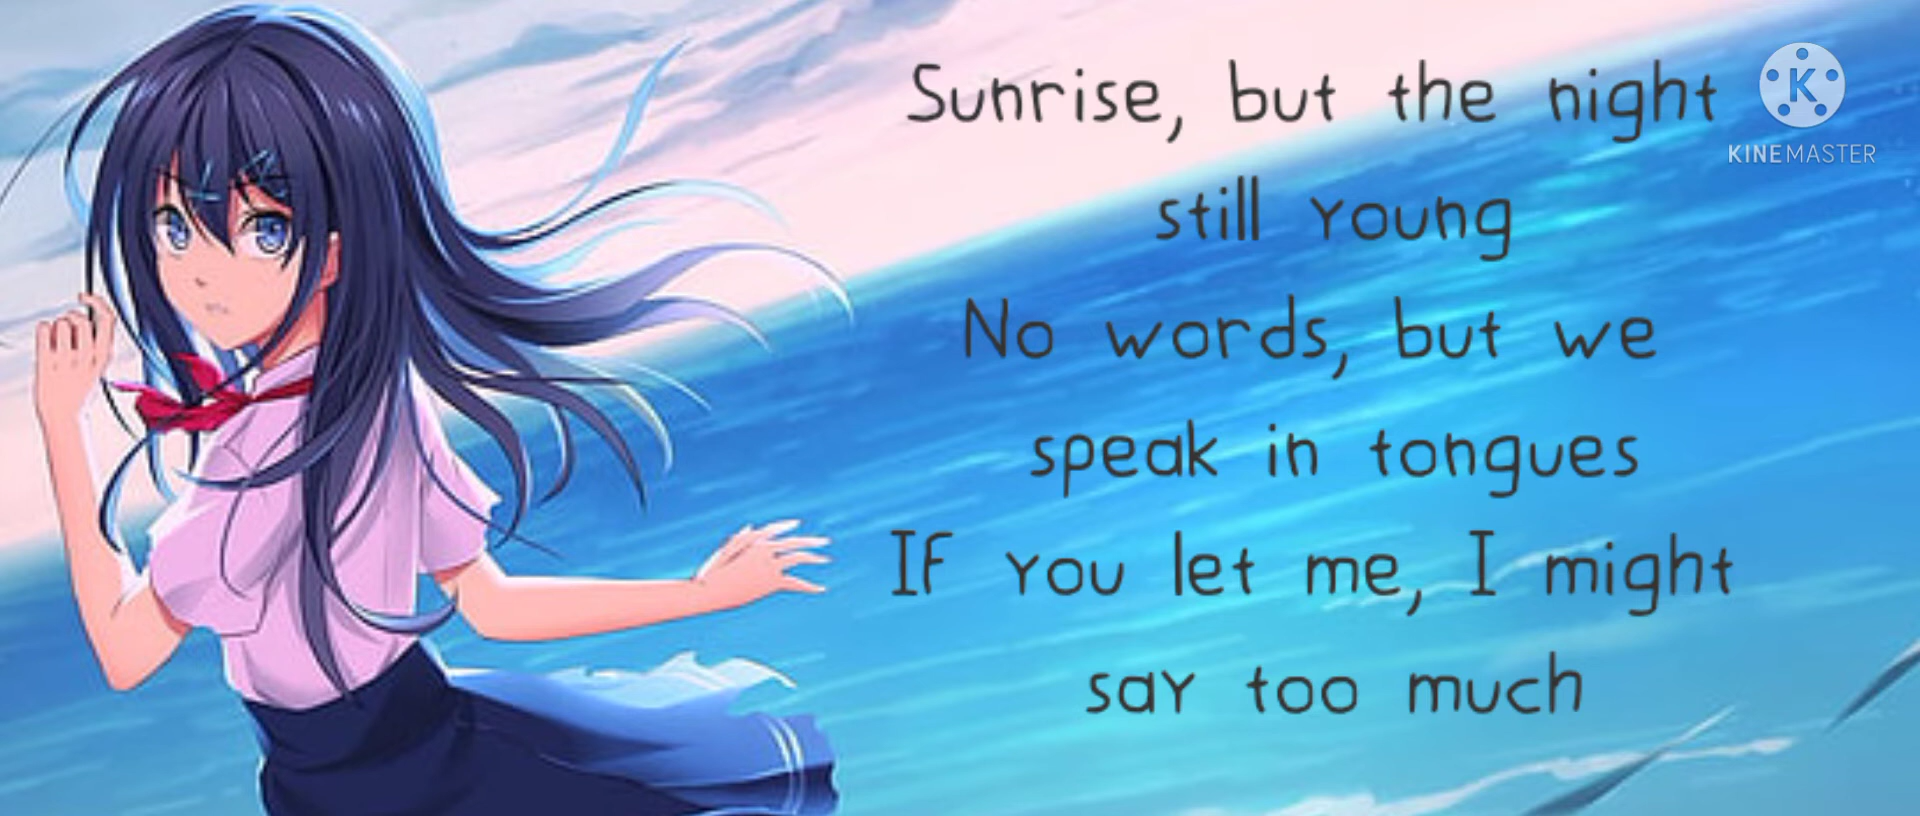 Sunrise, but the night
still young
No words, but we
speak in tongues
If you let me, I might
say too much
KINEMASTER